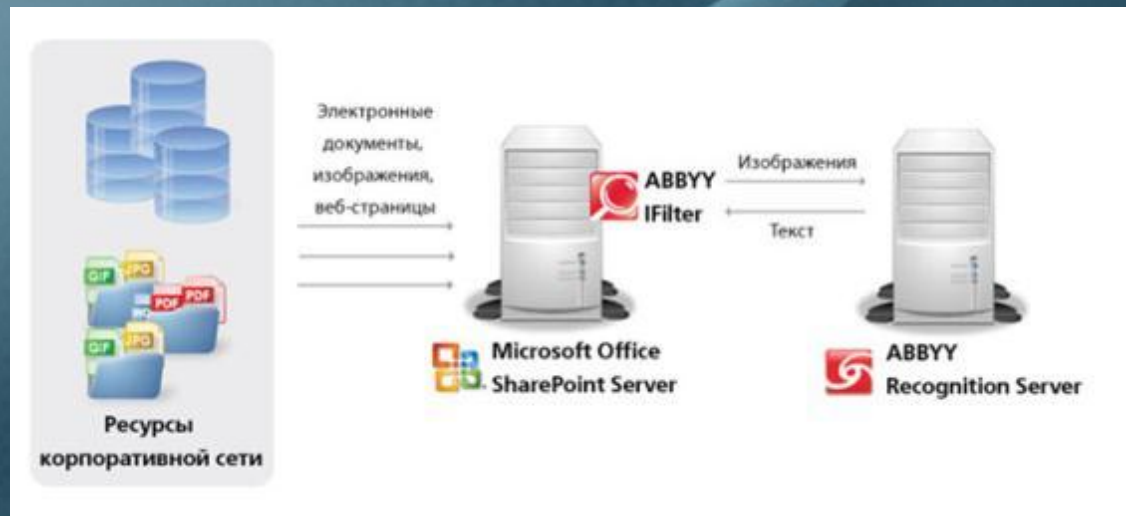 Электронные
документы,
изображения,
веб-страницы
ABBYY
IFilter
Изображения
Текст
GIF
JPG
PDF
PDF
GIF
JPG
Microsoft Office
SharePoint Server
ABBYY
Recognition Server
Ресурсы
корпоративной сети